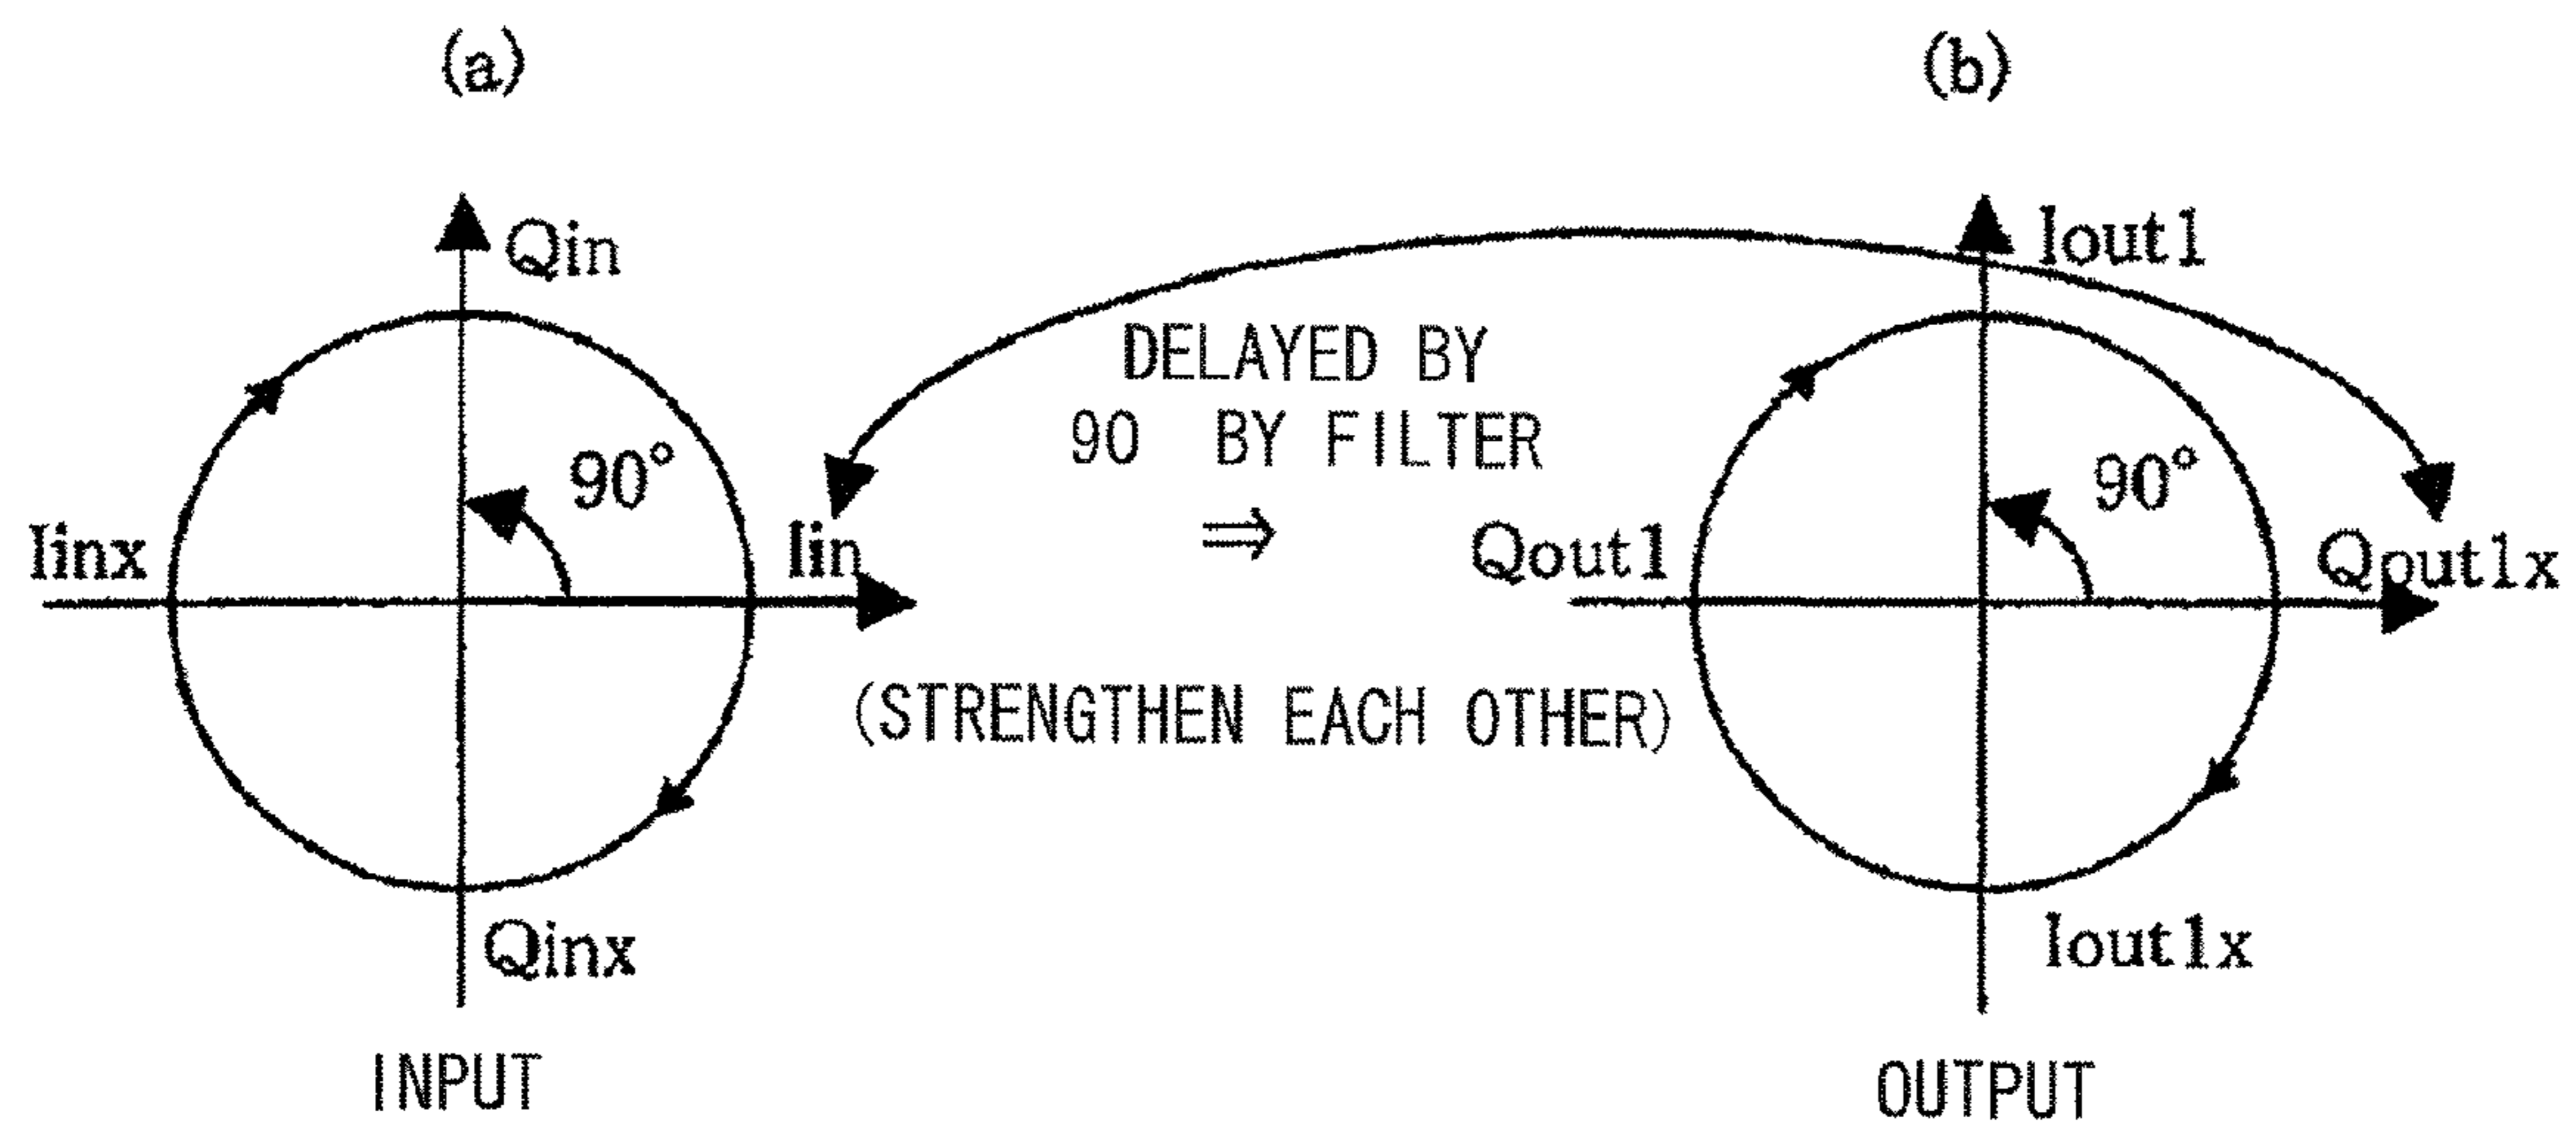 (a)
(b)
Qin
Iout1
DELAYED BY
90 BY FILTER
⇒
90°
90°
Iinx
Iin
Qout1
Qout1x
(STRENGTHEN EACH OTHER)
Qinx
Iout1x
INPUT
OUTPUT